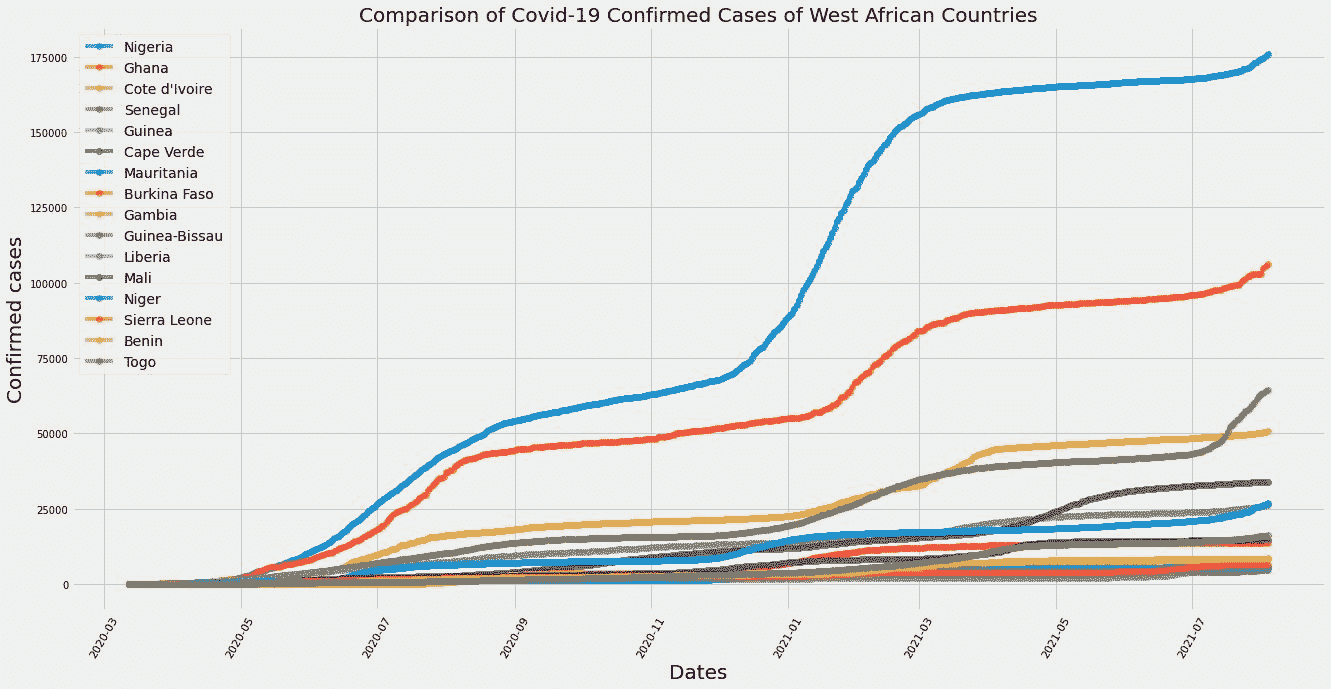 Comparison of Covid-19 Confirmed Cases of West African Countries
Nigeria
Ghana
Cote d'Ivoire
Senegal
Guinea
Cape Verde
Mauritania
Burkina Faso
Gambia
Guinea-Bissau
Liberia
Mali
Niger
Sierra Leone
Benin
Togo
Confirmed cases
175000
150000
125000
100000
75000
50000
25000
0
2020-03
2020-05
2020-07
2020-09
2020-11
2021-01
2021-03
2021-05
2021-07
Dates